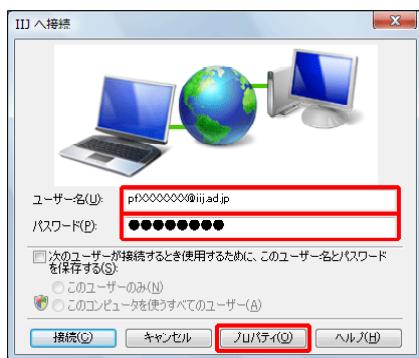 IIJ へ接続
ユーザー名(U):
pfXXXXXXX@iij.ad.jp
パスワード(P):
●●●●●●●●
次のユーザーが接続するとき使用するために、このユーザー名とパスワード
を保存する(S):
このユーザーのみ(N)
このコンピュータを使うすべてのユーザー(A)
接続(C)
キャンセル
プロパティ(O)
ヘルプ(H)